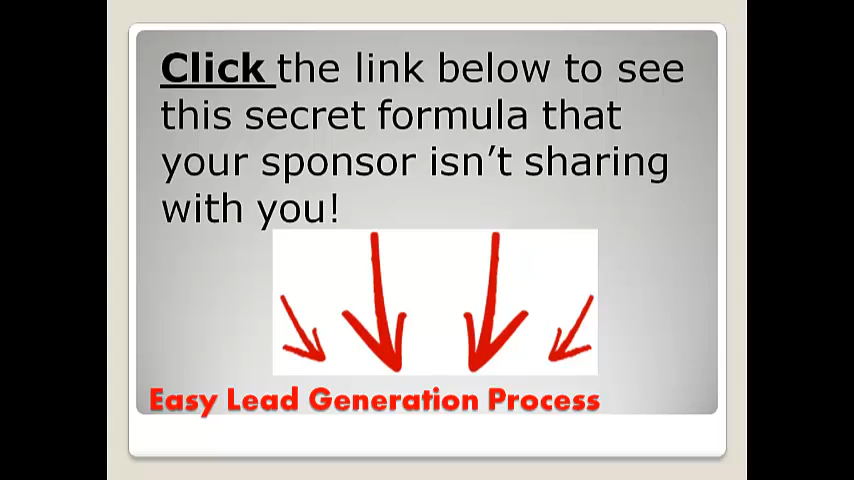 Click the link below to see
this secret formula that
your sponsor isn’t sharing
with you!
Easy Lead Generation Process